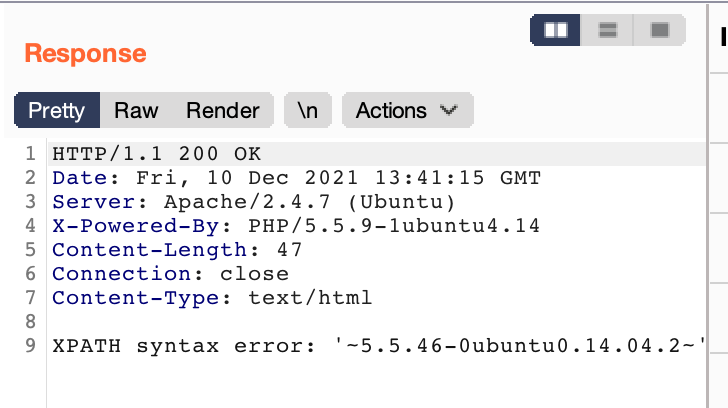 Response
Pretty Raw Render \n Actions
1 HTTP/1.1 200 OK
2 Date: Fri, 10 Dec 2021 13:41:15 GMT
3 Server: Apache/2.4.7 (Ubuntu)
4 X-Powered-By: PHP/5.5.9-1ubuntu4.14
5 Content-Length: 47
6 Connection: close
7 Content-Type: text/html
8
9 XPATH syntax error: '~5.5.46-0ubuntu0.14.04.2~'